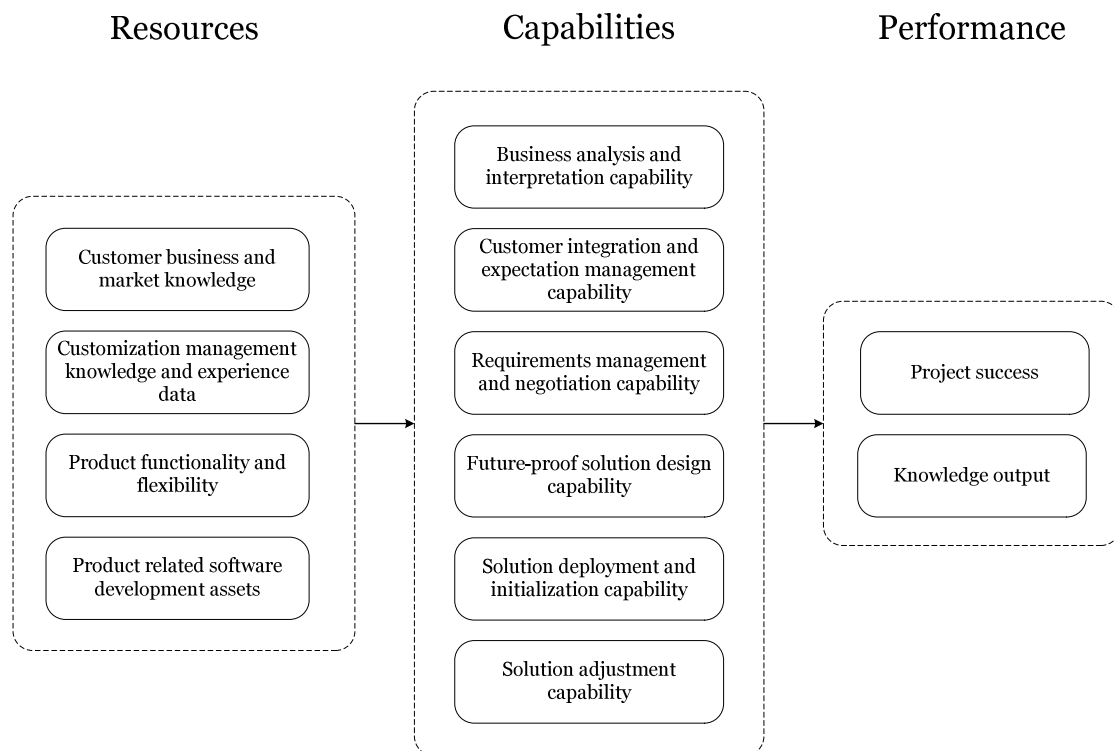 Resources
Capabilities
Performance
Customer business and
market knowledge
Customization management
knowledge and experience
data
Product functionality and
flexibility
Product related software
development assets
Business analysis and
interpretation capability
Customer integration and
expectation management
capability
Requirements management
and negotiation capability
Future-proof solution design
capability
Solution deployment and
initialization capability
Solution adjustment
capability
Project success
Knowledge output